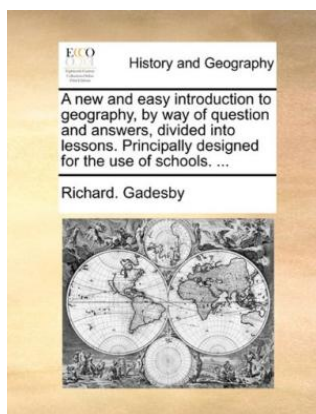 ECCO
History and Geography
A new and easy introduction to
geography, by way of question
and answers, divided into
lessons. Principally designed
for the use of schools. ...
Richard. Gadesby